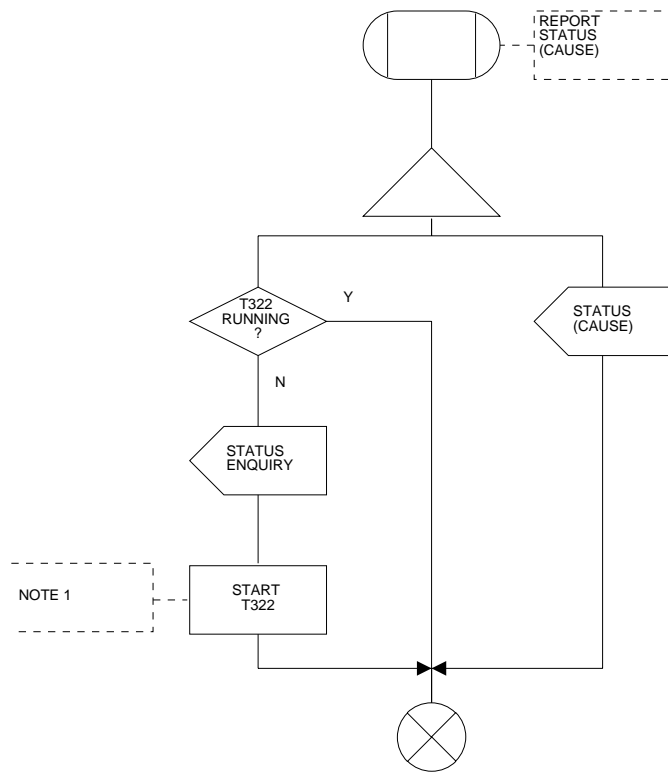 REPORT
STATUS
(CAUSE)
T322
RUNNING
?
Y
STATUS
(CAUSE)
N
STATUS
ENQUIRY
NOTE 1
START
T322